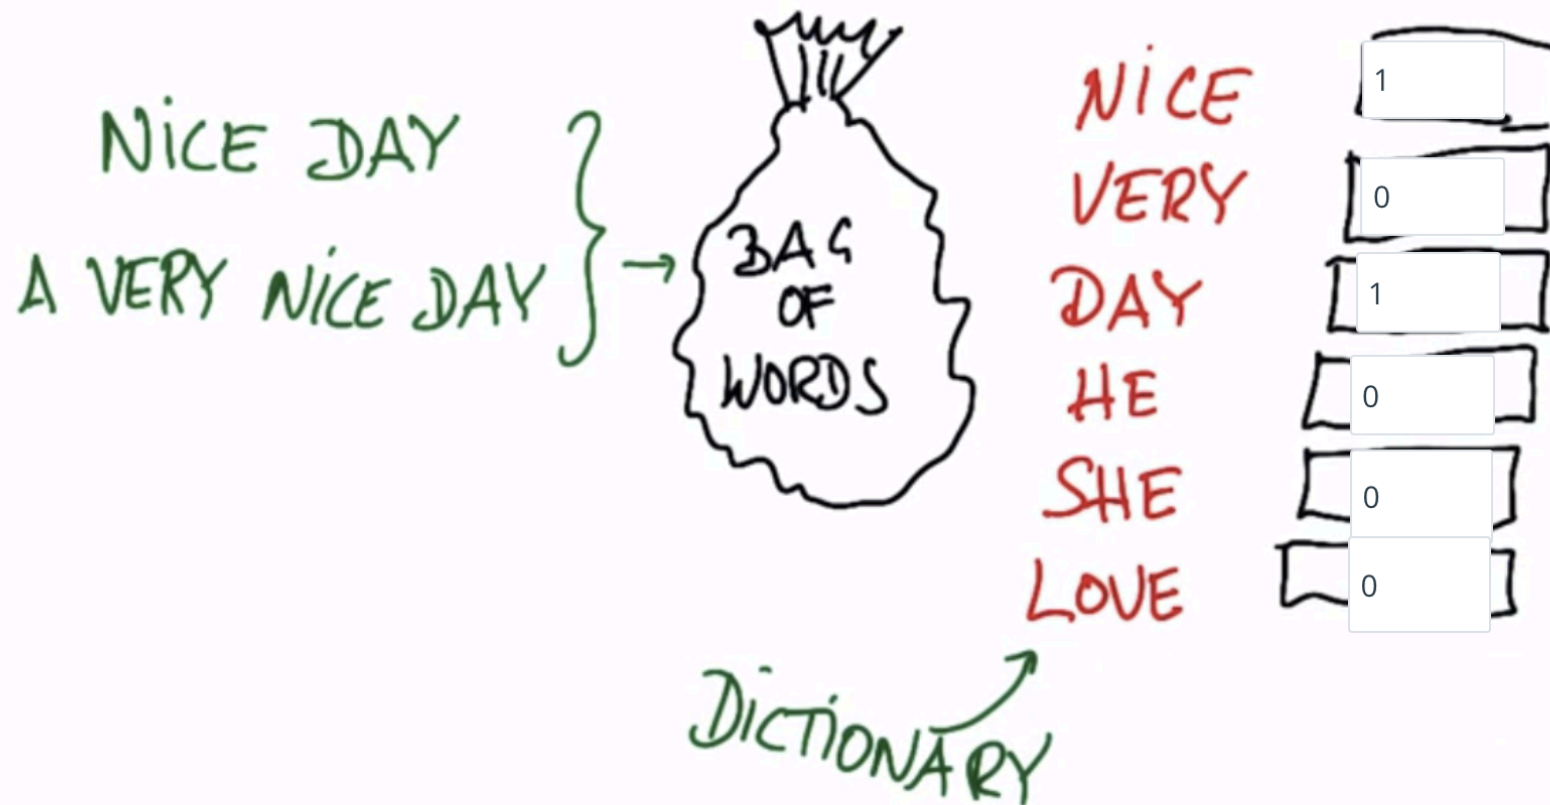 NiCE DAY
A VERY NiCE DAY
BAG
OF
WORDS
NiCE 1
VERY 0
DAY 1
HE 0
SHE 0
LOVE 0
DiCTiONARY